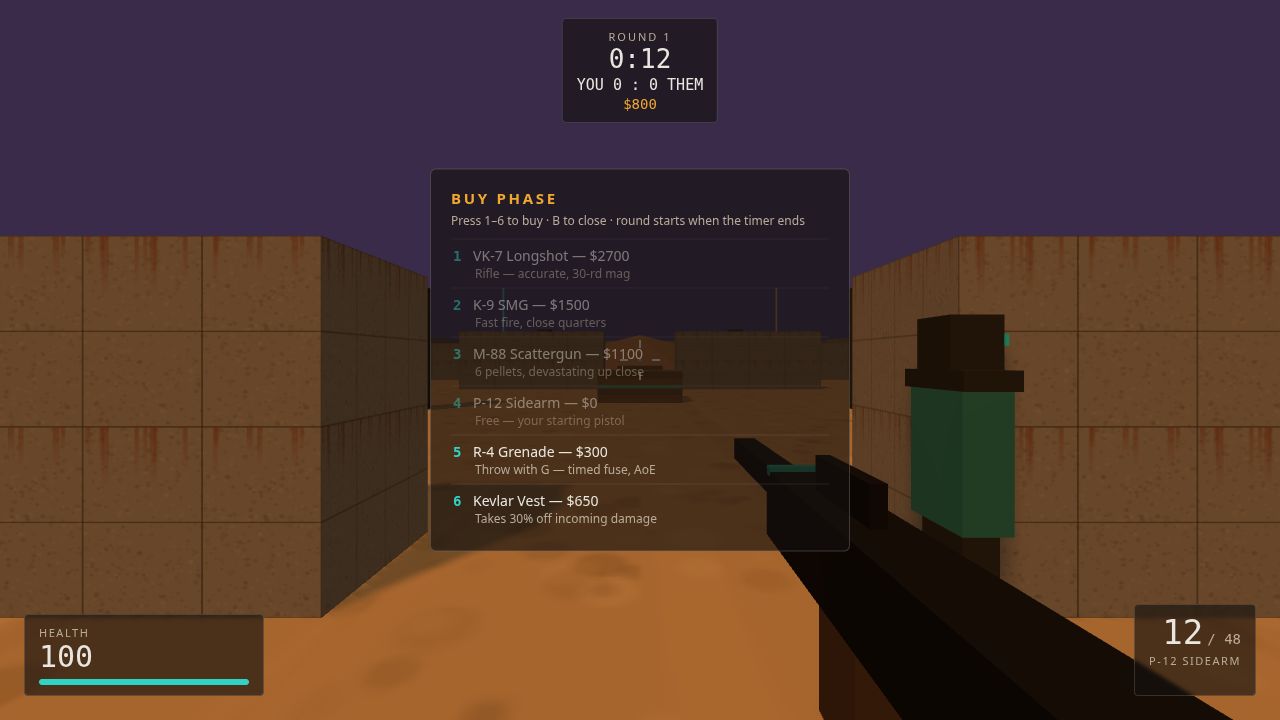 ROUND 1
0:12
YOU 0 : 0 THEM
$800
BUY PHASE
Press 1–6 to buy · B to close · round starts when the timer ends
1 VK-7 Longshot — $2700
Rifle — accurate, 30-rd mag
2 K-9 SMG — $1500
Fast fire, close quarters
3 M-88 Scattergun — $1100
6 pellets, devastating up close
4 P-12 Sidearm — $0
Free — your starting pistol
5 R-4 Grenade — $300
Throw with G — timed fuse, AoE
6 Kevlar Vest — $650
Takes 30% off incoming damage
HEALTH
100
12 / 48
P-12 SIDEARM